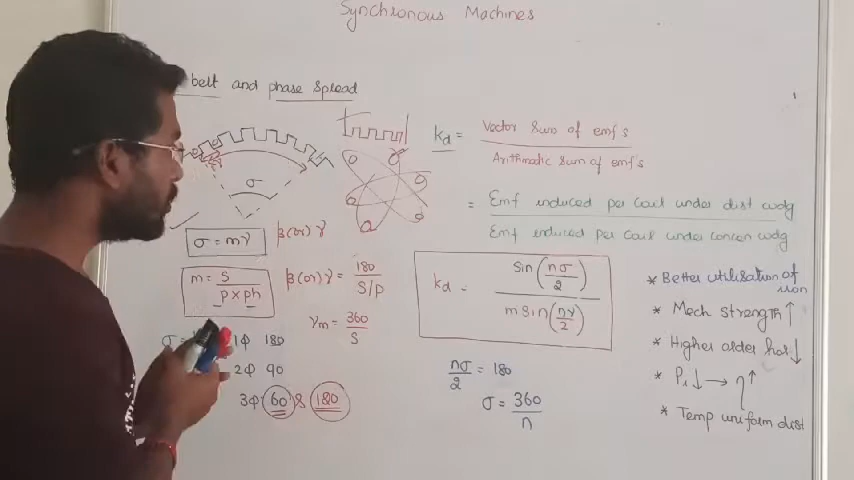 Synchronous Machines
belt and phase spread
kd = Vector sum of emf's
Arithmatic sum of emf's
= Emf induced per coil under dist wdg
Emf induced per coil under concen wdg
σ
σ = mγ
β(or) γ
m = S
P×ph
β(or) γ = 180
S/P
γm = 360
S
kd = sin(nσ/2)
m sin(nγ/2)
σ =
1φ 180
2φ 90
3φ 60 & 180
nσ/2 = 180
σ = 360
n
* Better utilisation of
iron
* Mech strength ↑
* Higher order har ↓
* Pi ↓ → η ↑
* Temp uniform dist